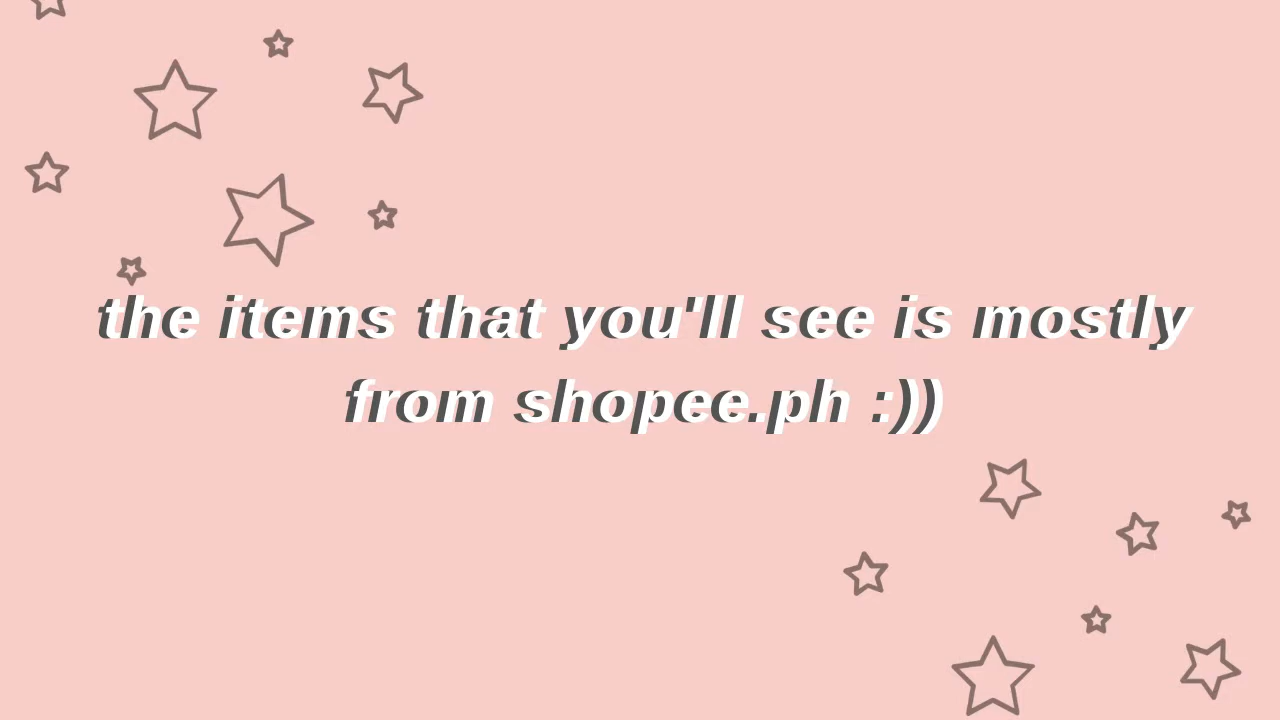 the items that you'll see is mostly
from shopee.ph :))